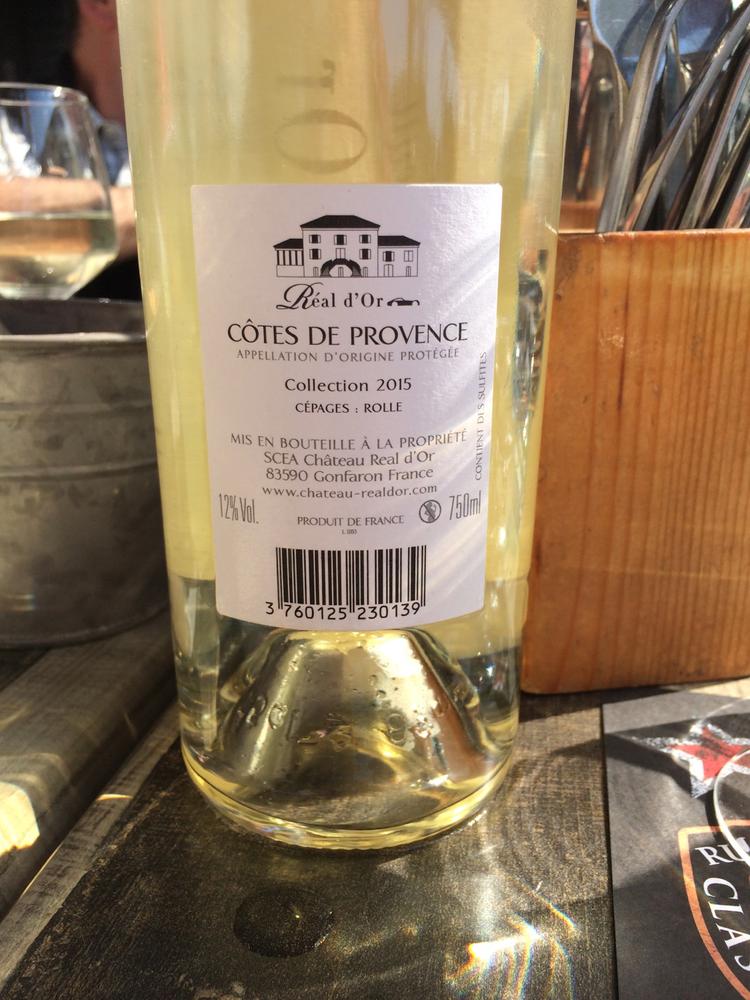 Réal d'Or
CÔTES DE PROVENCE
APPELLATION D'ORIGINE PROTÉGÉE
Collection 2015
CÉPAGES : ROLLE
MIS EN BOUTEILLE À LA PROPRIÉTÉ
SCEA Château Real d'Or
83590 Gonfaron France
www.chateau-realdor.com
12% Vol.
PRODUIT DE FRANCE
750ml
CONTIENT DES SULFITES
3 760125 230139